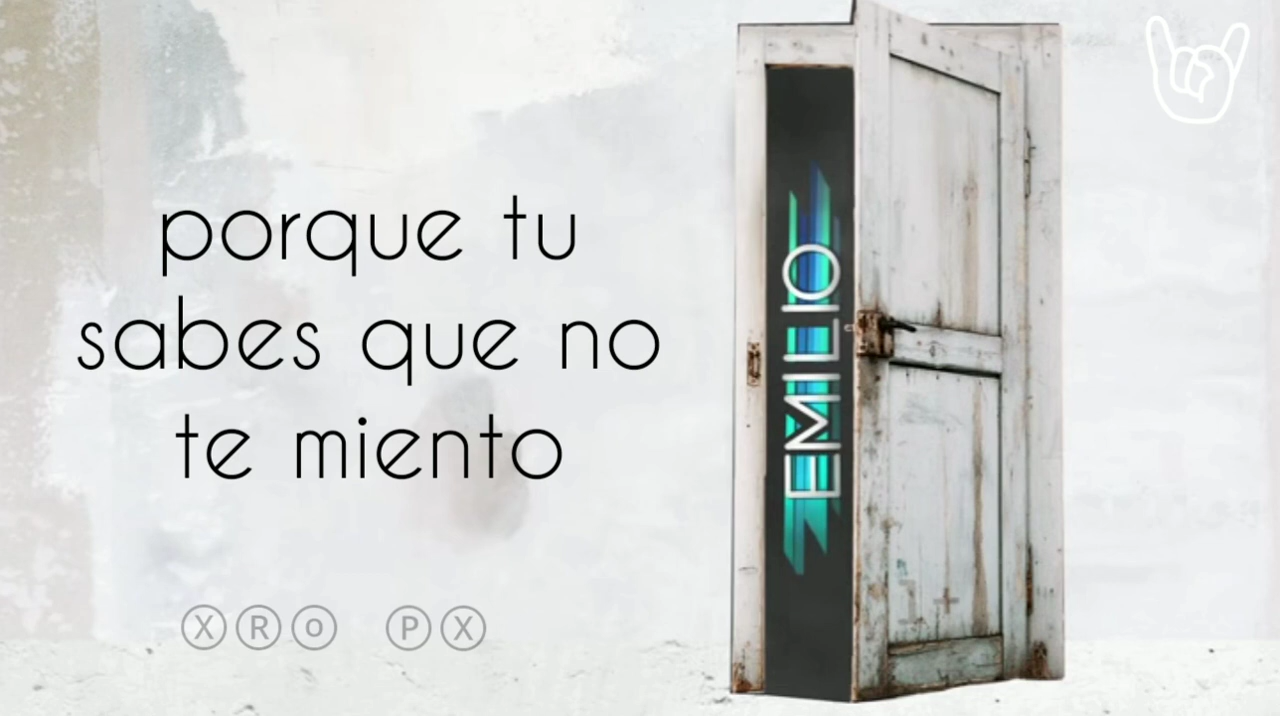 porque tu
sabes que no
te miento
EMILIO
ⓍⓇⓄ ⓅⓍ